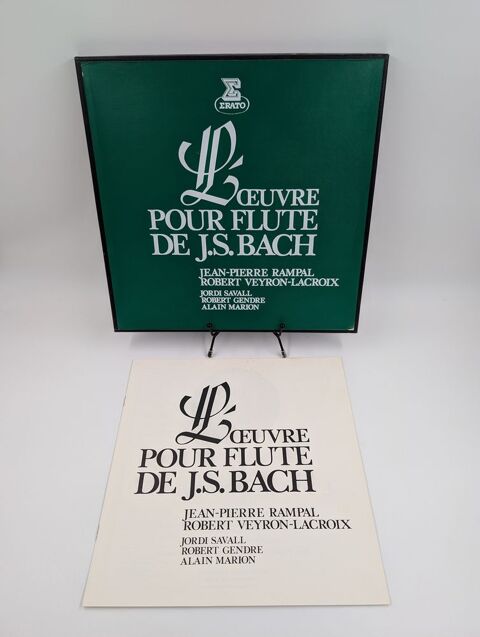 ERATO
L'ŒUVRE
POUR FLUTE
DE J.S. BACH
JEAN-PIERRE RAMPAL
ROBERT VEYRON-LACROIX
JORDI SAVALL
ROBERT GENDRE
ALAIN MARION
L'ŒUVRE
POUR FLUTE
DE J.S. BACH
JEAN-PIERRE RAMPAL
ROBERT VEYRON-LACROIX
JORDI SAVALL
ROBERT GENDRE
ALAIN MARION